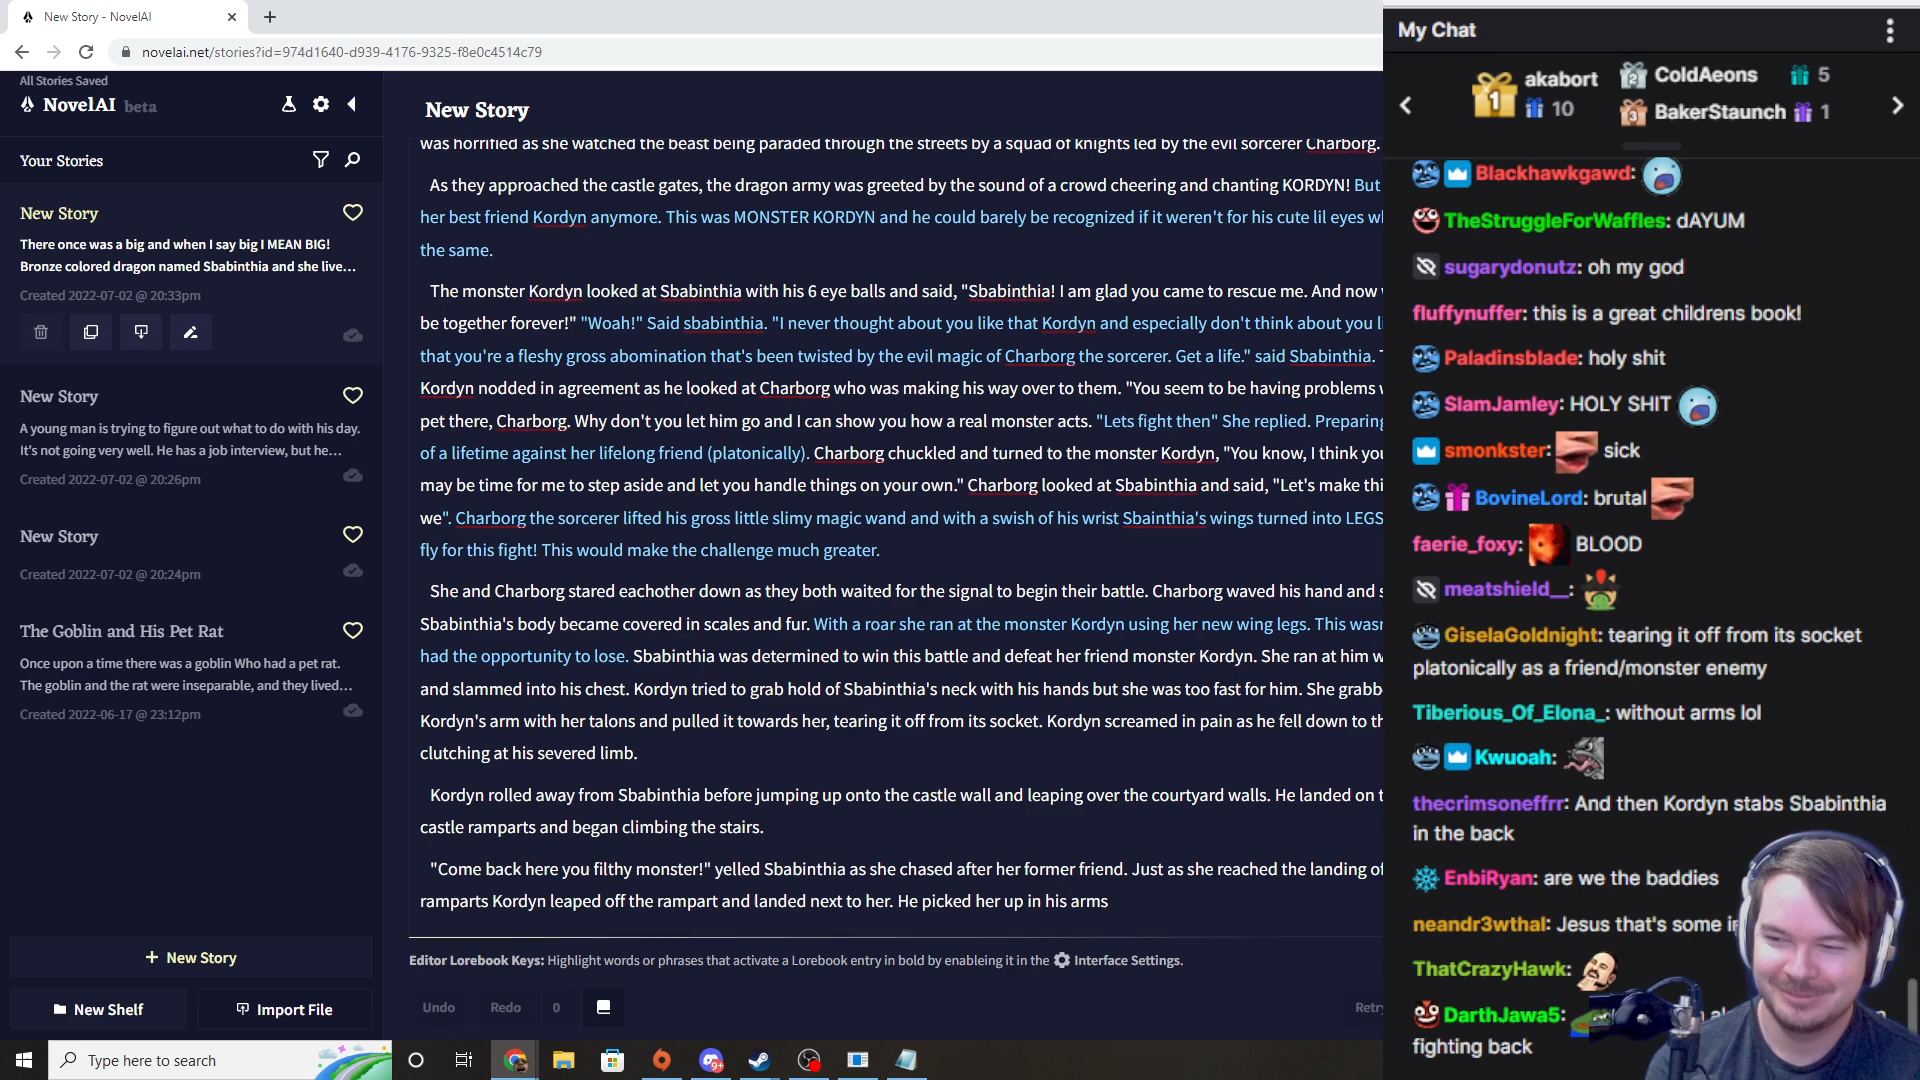 New Story - NovelAI
novelai.net/stories?id=974d1640-d939-4176-9325-f8e0c4514c79
All Stories Saved
NovelAI beta
Your Stories
New Story
There once was a big and when I say big I MEAN BIG!
Bronze colored dragon named Sbabinthia and she live...
Created 2022-07-02 @ 20:33pm
New Story
A young man is trying to figure out what to do with his day.
It's not going very well. He has a job interview, but he...
Created 2022-07-02 @ 20:26pm
New Story
Created 2022-07-02 @ 20:24pm
The Goblin and His Pet Rat
Once upon a time there was a goblin Who had a pet rat.
The goblin and the rat were inseparable, and they lived...
Created 2022-06-17 @ 23:12pm
+ New Story
New Shelf
Import File
New Story
was horrified as she watched the beast being paraded through the streets by a squad of knights led by the evil sorcerer Charborg.
As they approached the castle gates, the dragon army was greeted by the sound of a crowd cheering and chanting KORDYN! But
her best friend Kordyn anymore. This was MONSTER KORDYN and he could barely be recognized if it weren't for his cute lil eyes
the same.
The monster Kordyn looked at Sbabinthia with his 6 eye balls and said, "Sbabinthia! I am glad you came to rescue me. And now
be together forever!" "Woah!" Said sbabinthia. "I never thought about you like that Kordyn and especially don't think about you
that you're a fleshy gross abomination that's been twisted by the evil magic of Charborg the sorcerer. Get a life." said Sbabinthia.
Kordyn nodded in agreement as he looked at Charborg who was making his way over to them. "You seem to be having problems
pet there, Charborg. Why don't you let him go and I can show you how a real monster acts. "Lets fight then" She replied. Preparing
of a lifetime against her lifelong friend (platonically). Charborg chuckled and turned to the monster Kordyn, "You know, I think
may be time for me to step aside and let you handle things on your own." Charborg looked at Sbabinthia and said, "Let's make
we". Charborg the sorcerer lifted his gross little slimy magic wand and with a swish of his wrist Sbainthia's wings turned into LEGS
fly for this fight! This would make the challenge much greater.
She and Charborg stared eachother down as they both waited for the signal to begin their battle. Charborg waved his hand and
Sbabinthia's body became covered in scales and fur. With a roar she ran at the monster Kordyn using her new wing legs. This
had the opportunity to lose. Sbabinthia was determined to win this battle and defeat her friend monster Kordyn. She ran at him
and slammed into his chest. Kordyn tried to grab hold of Sbabinthia's neck with his hands but she was too fast for him. She
Kordyn's arm with her talons and pulled it towards her, tearing it off from its socket. Kordyn screamed in pain as he fell down to
clutching at his severed limb.
Kordyn rolled away from Sbabinthia before jumping up onto the castle wall and leaping over the courtyard walls. He landed on
castle ramparts and began climbing the stairs.
"Come back here you filthy monster!" yelled Sbabinthia as she chased after her former friend. Just as she reached the landing of
ramparts Kordyn leaped off the rampart and landed next to her. He picked her up in his arms
Editor Lorebook Keys: Highlight words or phrases that activate a Lorebook entry in bold by enableing it in the Interface Settings.
Undo Redo 0 Retry
Type here to search
9+
My Chat
1 akabort 10
2 ColdAeons 5
3 BakerStaunch 1
Blackhawkgawd:
TheStruggleForWaffles: dAYUM
sugarydonutz: oh my god
fluffynuffer: this is a great childrens book!
Paladinsblade: holy shit
SlamJamley: HOLY SHIT
smonkster: sick
BovineLord: brutal
faerie_foxy: BLOOD
meatshield__:
GiselaGoldnight: tearing it off from its socket
platonically as a friend/monster enemy
Tiberious_Of_Elona_: without arms lol
Kwuoah:
thecrimsoneffrr: And then Kordyn stabs Sbabinthia
in the back
EnbiRyan: are we the baddies
neandr3wthal: Jesus that's some
ThatCrazyHawk:
DarthJawa5:
fighting back